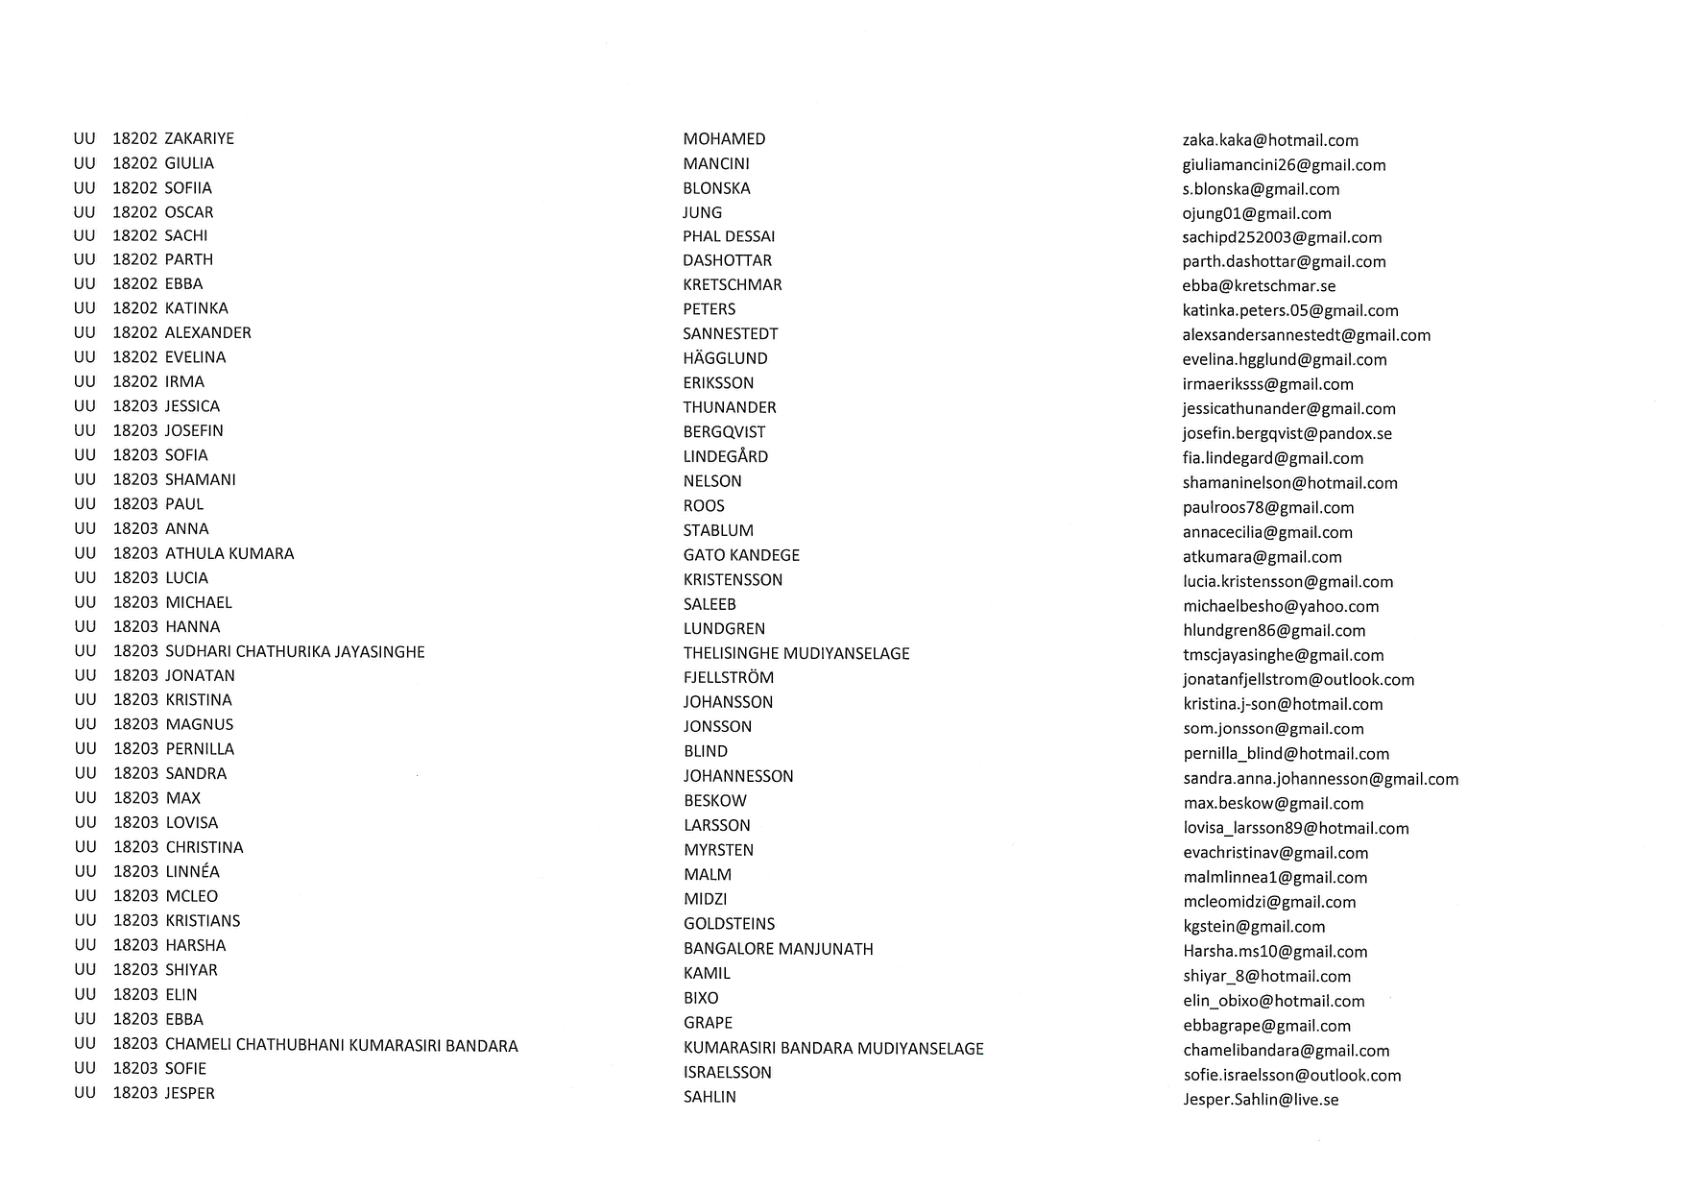 UU 18202 ZAKARIYE MOHAMED zaka.kaka@hotmail.com
UU 18202 GIULIA MANCINI giuliamancini26@gmail.com
UU 18202 SOFIIA BLONSKA s.blonska@gmail.com
UU 18202 OSCAR JUNG ojung01@gmail.com
UU 18202 SACHI PHAL DESSAI sachipd252003@gmail.com
UU 18202 PARTH DASHOTTAR parth.dashottar@gmail.com
UU 18202 EBBA KRETSCHMAR ebba@kretschmar.se
UU 18202 KATINKA PETERS katinka.peters.05@gmail.com
UU 18202 ALEXANDER SANNESTEDT alexsandersannestedt@gmail.com
UU 18202 EVELINA HÄGGLUND evelina.hgglund@gmail.com
UU 18202 IRMA ERIKSSON irmaeriksss@gmail.com
UU 18203 JESSICA THUNANDER jessicathunander@gmail.com
UU 18203 JOSEFIN BERGQVIST josefin.bergqvist@pandox.se
UU 18203 SOFIA LINDEGÅRD fia.lindegard@gmail.com
UU 18203 SHAMANI NELSON shamaninelson@hotmail.com
UU 18203 PAUL ROOS paulroos78@gmail.com
UU 18203 ANNA STABLUM annacecilia@gmail.com
UU 18203 ATHULA KUMARA GATO KANDEGE atkumara@gmail.com
UU 18203 LUCIA KRISTENSSON lucia.kristensson@gmail.com
UU 18203 MICHAEL SALEEB michaelbesho@yahoo.com
UU 18203 HANNA LUNDGREN hlundgren86@gmail.com
UU 18203 SUDHARI CHATHURIKA JAYASINGHE THELISINGHE MUDIYANSELAGE tmscjayasinghe@gmail.com
UU 18203 JONATAN FJELLSTRÖM jonatanfjellstrom@outlook.com
UU 18203 KRISTINA JOHANSSON kristina.j-son@hotmail.com
UU 18203 MAGNUS JONSSON som.jonsson@gmail.com
UU 18203 PERNILLA BLIND pernilla_blind@hotmail.com
UU 18203 SANDRA JOHANNESSON sandra.anna.johannesson@gmail.com
UU 18203 MAX BESKOW max.beskow@gmail.com
UU 18203 LOVISA LARSSON lovisa_larsson89@hotmail.com
UU 18203 CHRISTINA MYRSTEN evachristinav@gmail.com
UU 18203 LINNÉA MALM malmlinnea1@gmail.com
UU 18203 MCLEO MIDZI mcleomidzi@gmail.com
UU 18203 KRISTIANS GOLDSTEINS kgstein@gmail.com
UU 18203 HARSHA BANGALORE MANJUNATH Harsha.ms10@gmail.com
UU 18203 SHIYAR KAMIL shiyar_8@hotmail.com
UU 18203 ELIN BIXO elin_obixo@hotmail.com
UU 18203 EBBA GRAPE ebbagrape@gmail.com
UU 18203 CHAMELI CHATHUBHANI KUMARASIRI BANDARA KUMARASIRI BANDARA MUDIYANSELAGE chamelibandara@gmail.com
UU 18203 SOFIE ISRAELSSON sofie.israelsson@outlook.com
UU 18203 JESPER SAHLIN Jesper.Sahlin@live.se